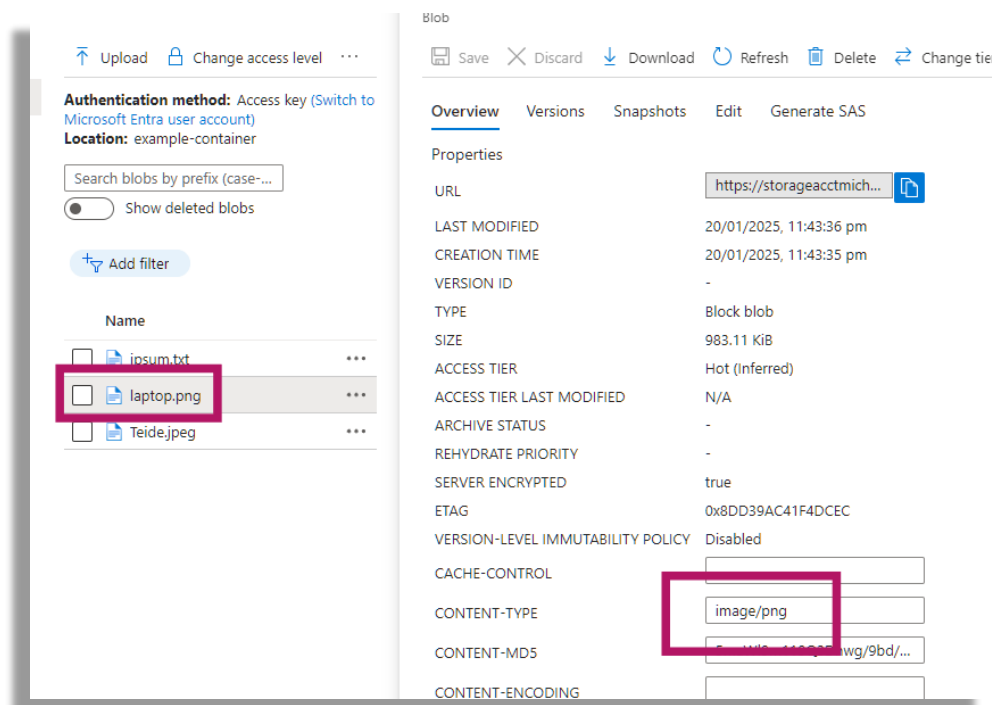 Upload Change access level ...
Authentication method: Access key (Switch to
Microsoft Entra user account)
Location: example-container
Search blobs by prefix (case-...
Show deleted blobs
Add filter
Name
ipsum.txt
laptop.png
Teide.jpeg
Blob
Save Discard Download Refresh Delete Change tier
Overview Versions Snapshots Edit Generate SAS
Properties
URL https://storageacctmich...
LAST MODIFIED 20/01/2025, 11:43:36 pm
CREATION TIME 20/01/2025, 11:43:35 pm
VERSION ID -
TYPE Block blob
SIZE 983.11 KiB
ACCESS TIER Hot (Inferred)
ACCESS TIER LAST MODIFIED N/A
ARCHIVE STATUS -
REHYDRATE PRIORITY -
SERVER ENCRYPTED true
ETAG 0x8DD39AC41F4DCEC
VERSION-LEVEL IMMUTABILITY POLICY Disabled
CACHE-CONTROL
CONTENT-TYPE image/png
CONTENT-MD5
CONTENT-ENCODING